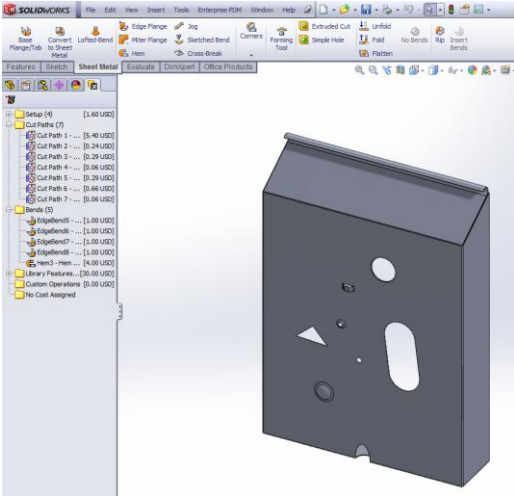 SOLIDWORKS File Edit View Insert Tools Enterprise PDM Window Help
Base Flange/Tab
Convert to Sheet Metal
Lofted-Bend
Edge Flange
Miter Flange
Hem
Jog
Sketched Bend
Cross-Break
Corners
Forming Tool
Extruded Cut
Simple Hole
Unfold
Fold
Flatten
No Bends
Rip
Insert Bends
Features Sketch Sheet Metal Evaluate DimXpert Office Products
Setup (4) [1.60 USD]
Cut Paths (7)
Cut Path 1 - ... [5.40 USD]
Cut Path 2 - ... [0.24 USD]
Cut Path 3 - ... [0.29 USD]
Cut Path 4 - ... [0.06 USD]
Cut Path 5 - ... [0.29 USD]
Cut Path 6 - ... [0.66 USD]
Cut Path 7 - ... [0.06 USD]
Bends (5)
EdgeBend5 - ... [1.00 USD]
EdgeBend6 - ... [1.00 USD]
EdgeBend7 - ... [1.00 USD]
EdgeBend8 - ... [1.00 USD]
Hem3 - Hem ... [4.00 USD]
Library Features... [30.00 USD]
Custom Operations [0.00 USD]
No Cost Assigned